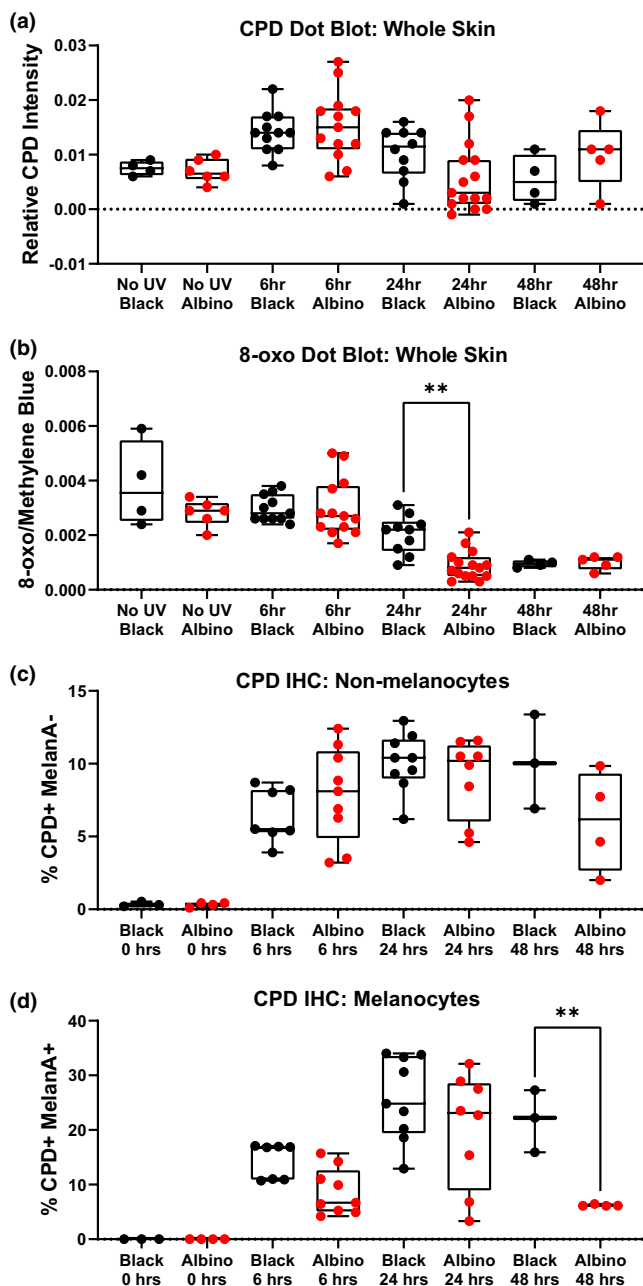 (a)
CPD Dot Blot: Whole Skin
Relative CPD Intensity
0.03
0.02
0.01
0.00
-0.01
No UV No UV 6hr 6hr 24hr 24hr 48hr 48hr
Black Albino Black Albino Black Albino Black Albino
(b)
8-oxo Dot Blot: Whole Skin
8-oxo/Methylene Blue
0.008
0.006
0.004
0.002
0.000
**
No UV No UV 6hr 6hr 24hr 24hr 48hr 48hr
Black Albino Black Albino Black Albino Black Albino
(c)
CPD IHC: Non-melanocytes
% CPD+ MelanA-
15
10
5
0
Black Albino Black Albino Black Albino Black Albino
0 hrs 0 hrs 6 hrs 6 hrs 24 hrs 24 hrs 48 hrs 48 hrs
(d)
CPD IHC: Melanocytes
% CPD+ MelanA+
40
30
20
10
0
**
Black Albino Black Albino Black Albino Black Albino
0 hrs 0 hrs 6 hrs 6 hrs 24 hrs 24 hrs 48 hrs 48 hrs